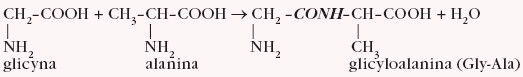 CH₂-COOH + CH₃-CH-COOH → CH₂ -CONH-CH-COOH + H₂O
| | | |
NH₂ NH₂ NH₂ CH₃
glicyna alanina glicyloalanina (Gly-Ala)